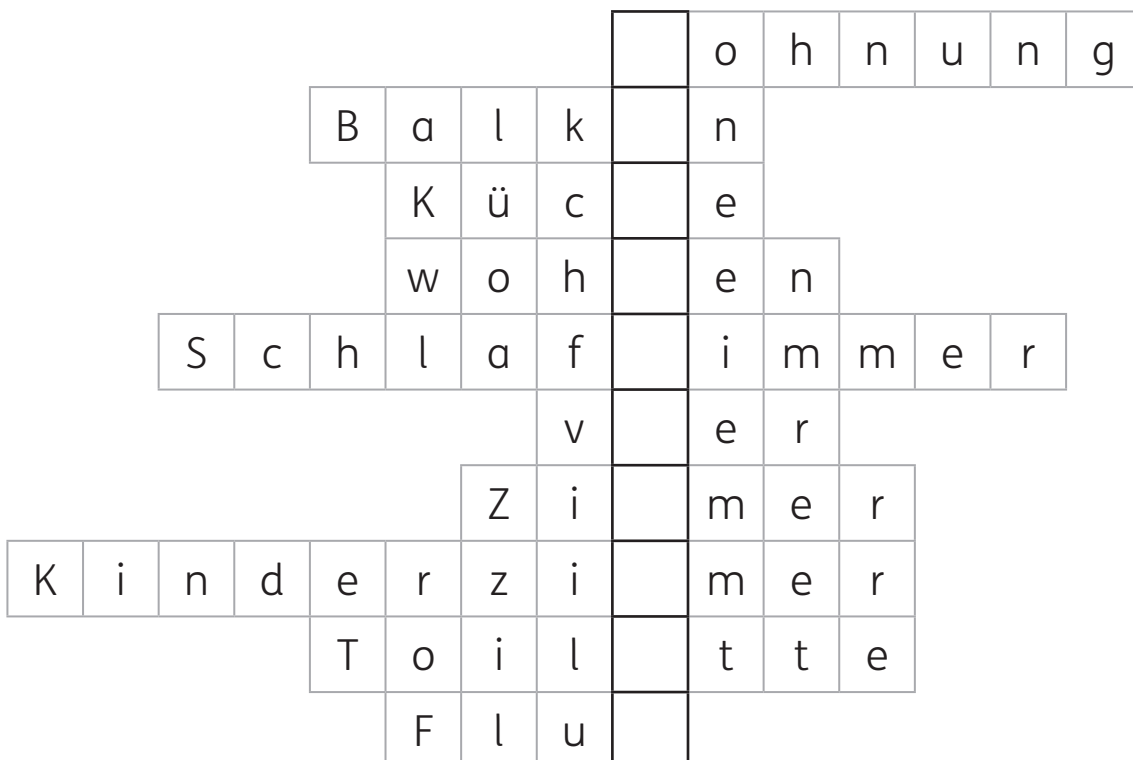 ohnung
Balk n
Küc e
woh en
Schlaf immer
v er
Zi mer
Kinderzi mer
Toil tte
Flu